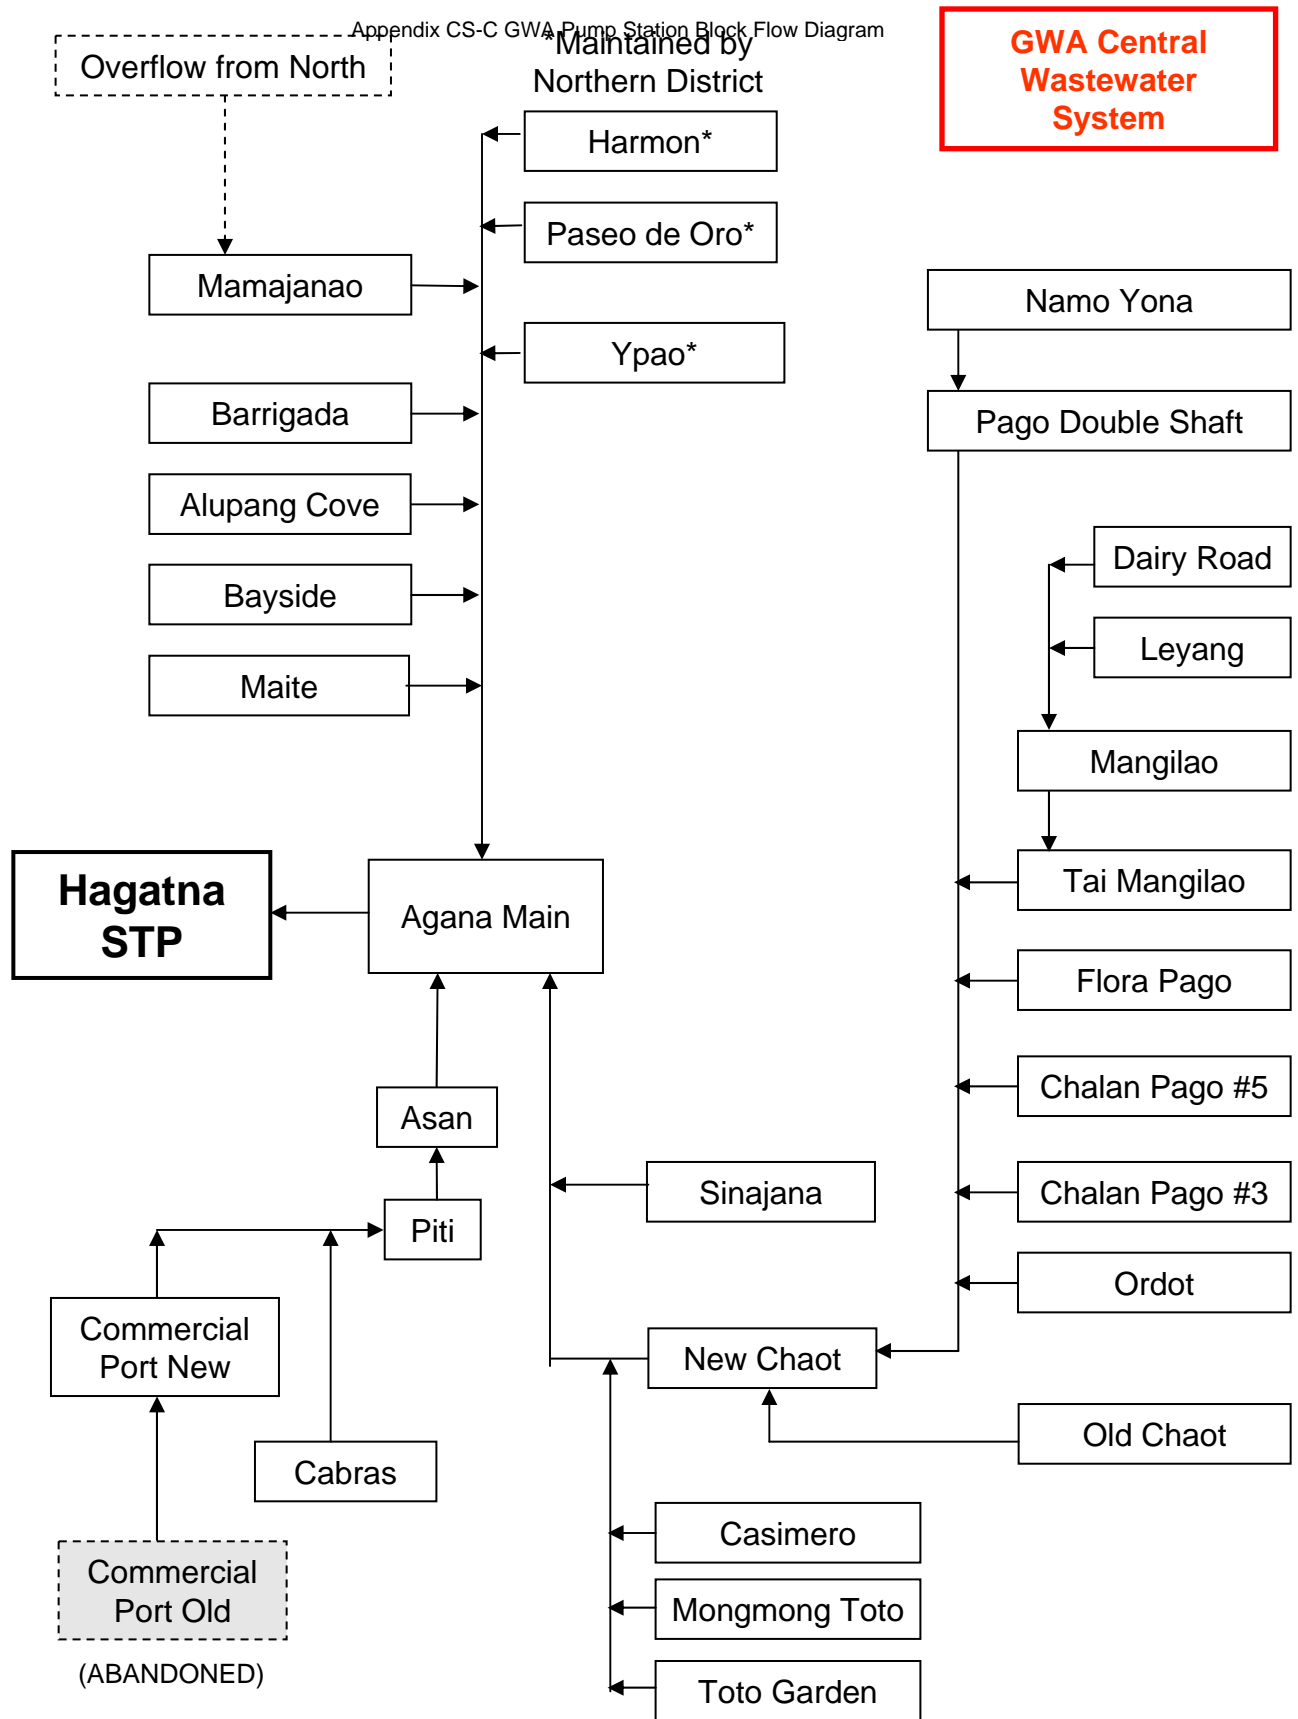 Appendix CS-C GWA Pump Station Block Flow Diagram
*Maintained by
Northern District
GWA Central
Wastewater
System
Overflow from North
Harmon*
Paseo de Oro*
Mamajanao
Namo Yona
Ypao*
Barrigada
Pago Double Shaft
Alupang Cove
Dairy Road
Bayside
Leyang
Maite
Mangilao
Hagatna
STP
Agana Main
Tai Mangilao
Flora Pago
Asan
Chalan Pago #5
Sinajana
Chalan Pago #3
Piti
Ordot
Commercial
Port New
New Chaot
Old Chaot
Cabras
Casimero
Commercial
Port Old
Mongmong Toto
(ABANDONED)
Toto Garden